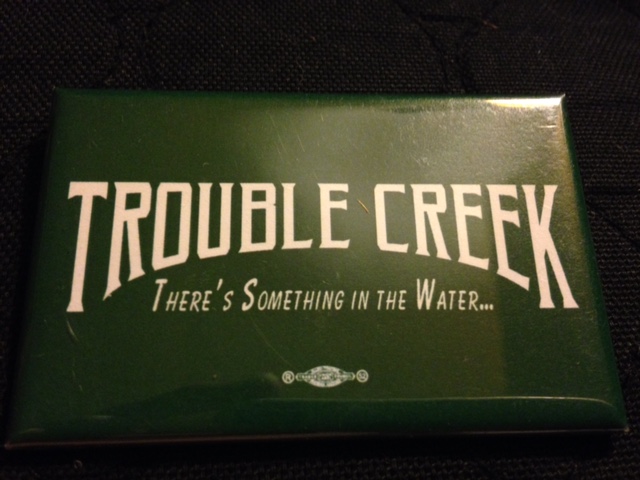 TROUBLE CREEK
THERE'S SOMETHING IN THE WATER...